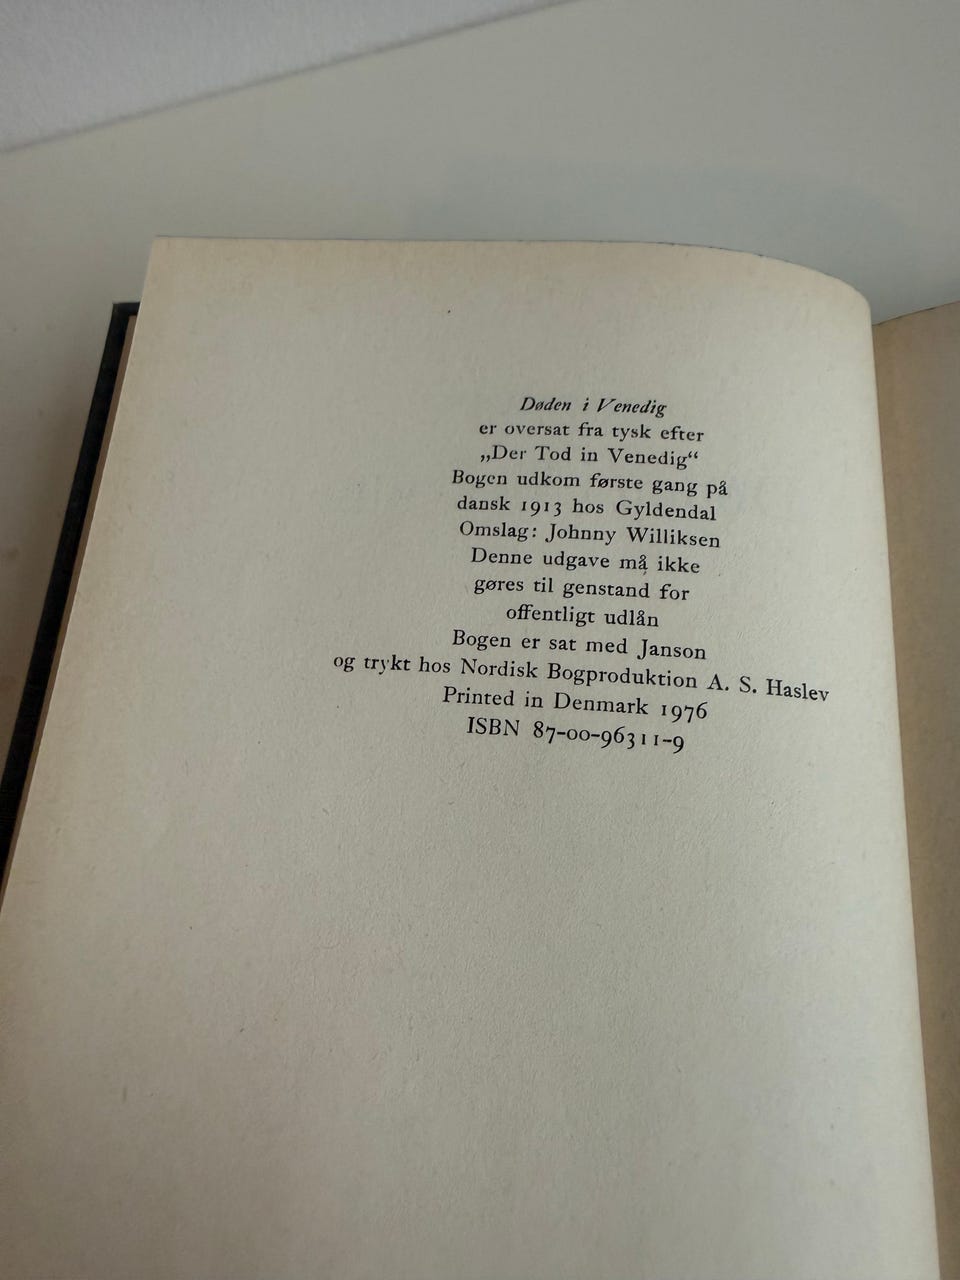 Døden i Venedig
er oversat fra tysk efter
„Der Tod in Venedig“
Bogen udkom første gang på
dansk 1913 hos Gyldendal
Omslag: Johnny Williksen
Denne udgave må ikke
gøres til genstand for
offentligt udlån
Bogen er sat med Janson
og trykt hos Nordisk Bogproduktion A. S. Haslev
Printed in Denmark 1976
ISBN 87-00-96311-9